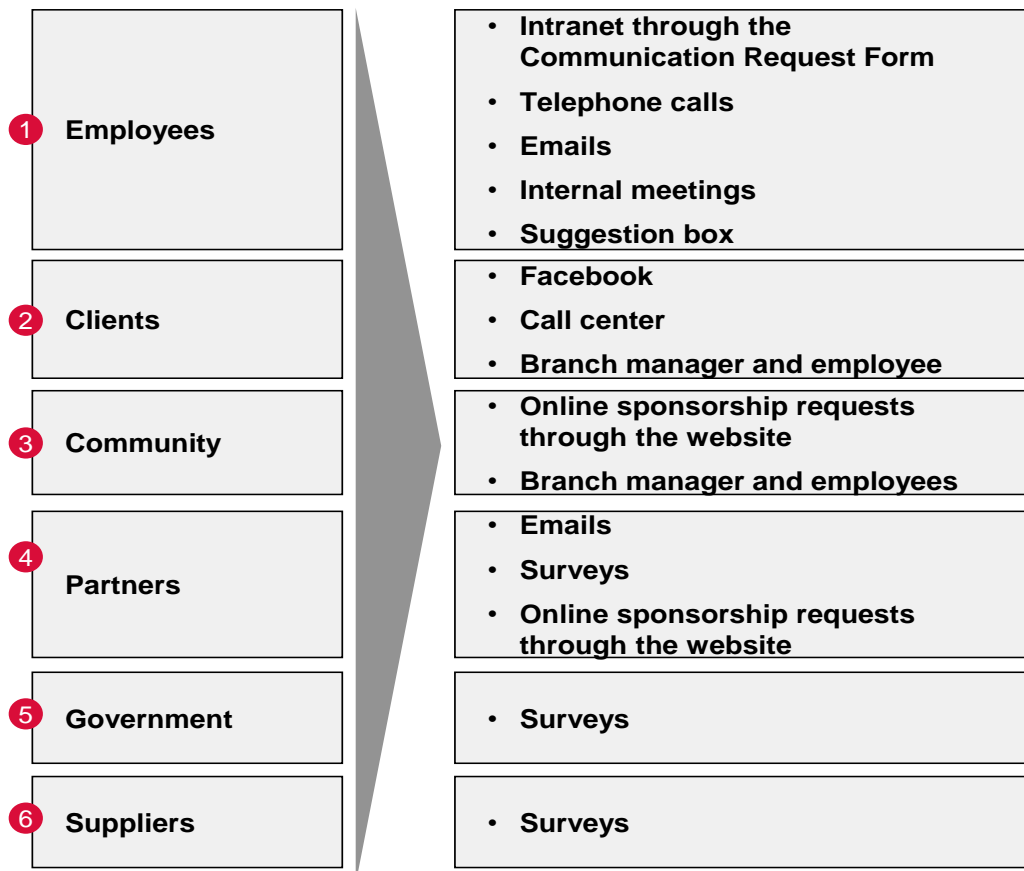 1 Employees
• Intranet through the
Communication Request Form
• Telephone calls
• Emails
• Internal meetings
• Suggestion box
2 Clients
• Facebook
• Call center
• Branch manager and employee
3 Community
• Online sponsorship requests
through the website
• Branch manager and employees
4 Partners
• Emails
• Surveys
• Online sponsorship requests
through the website
5 Government
• Surveys
6 Suppliers
• Surveys